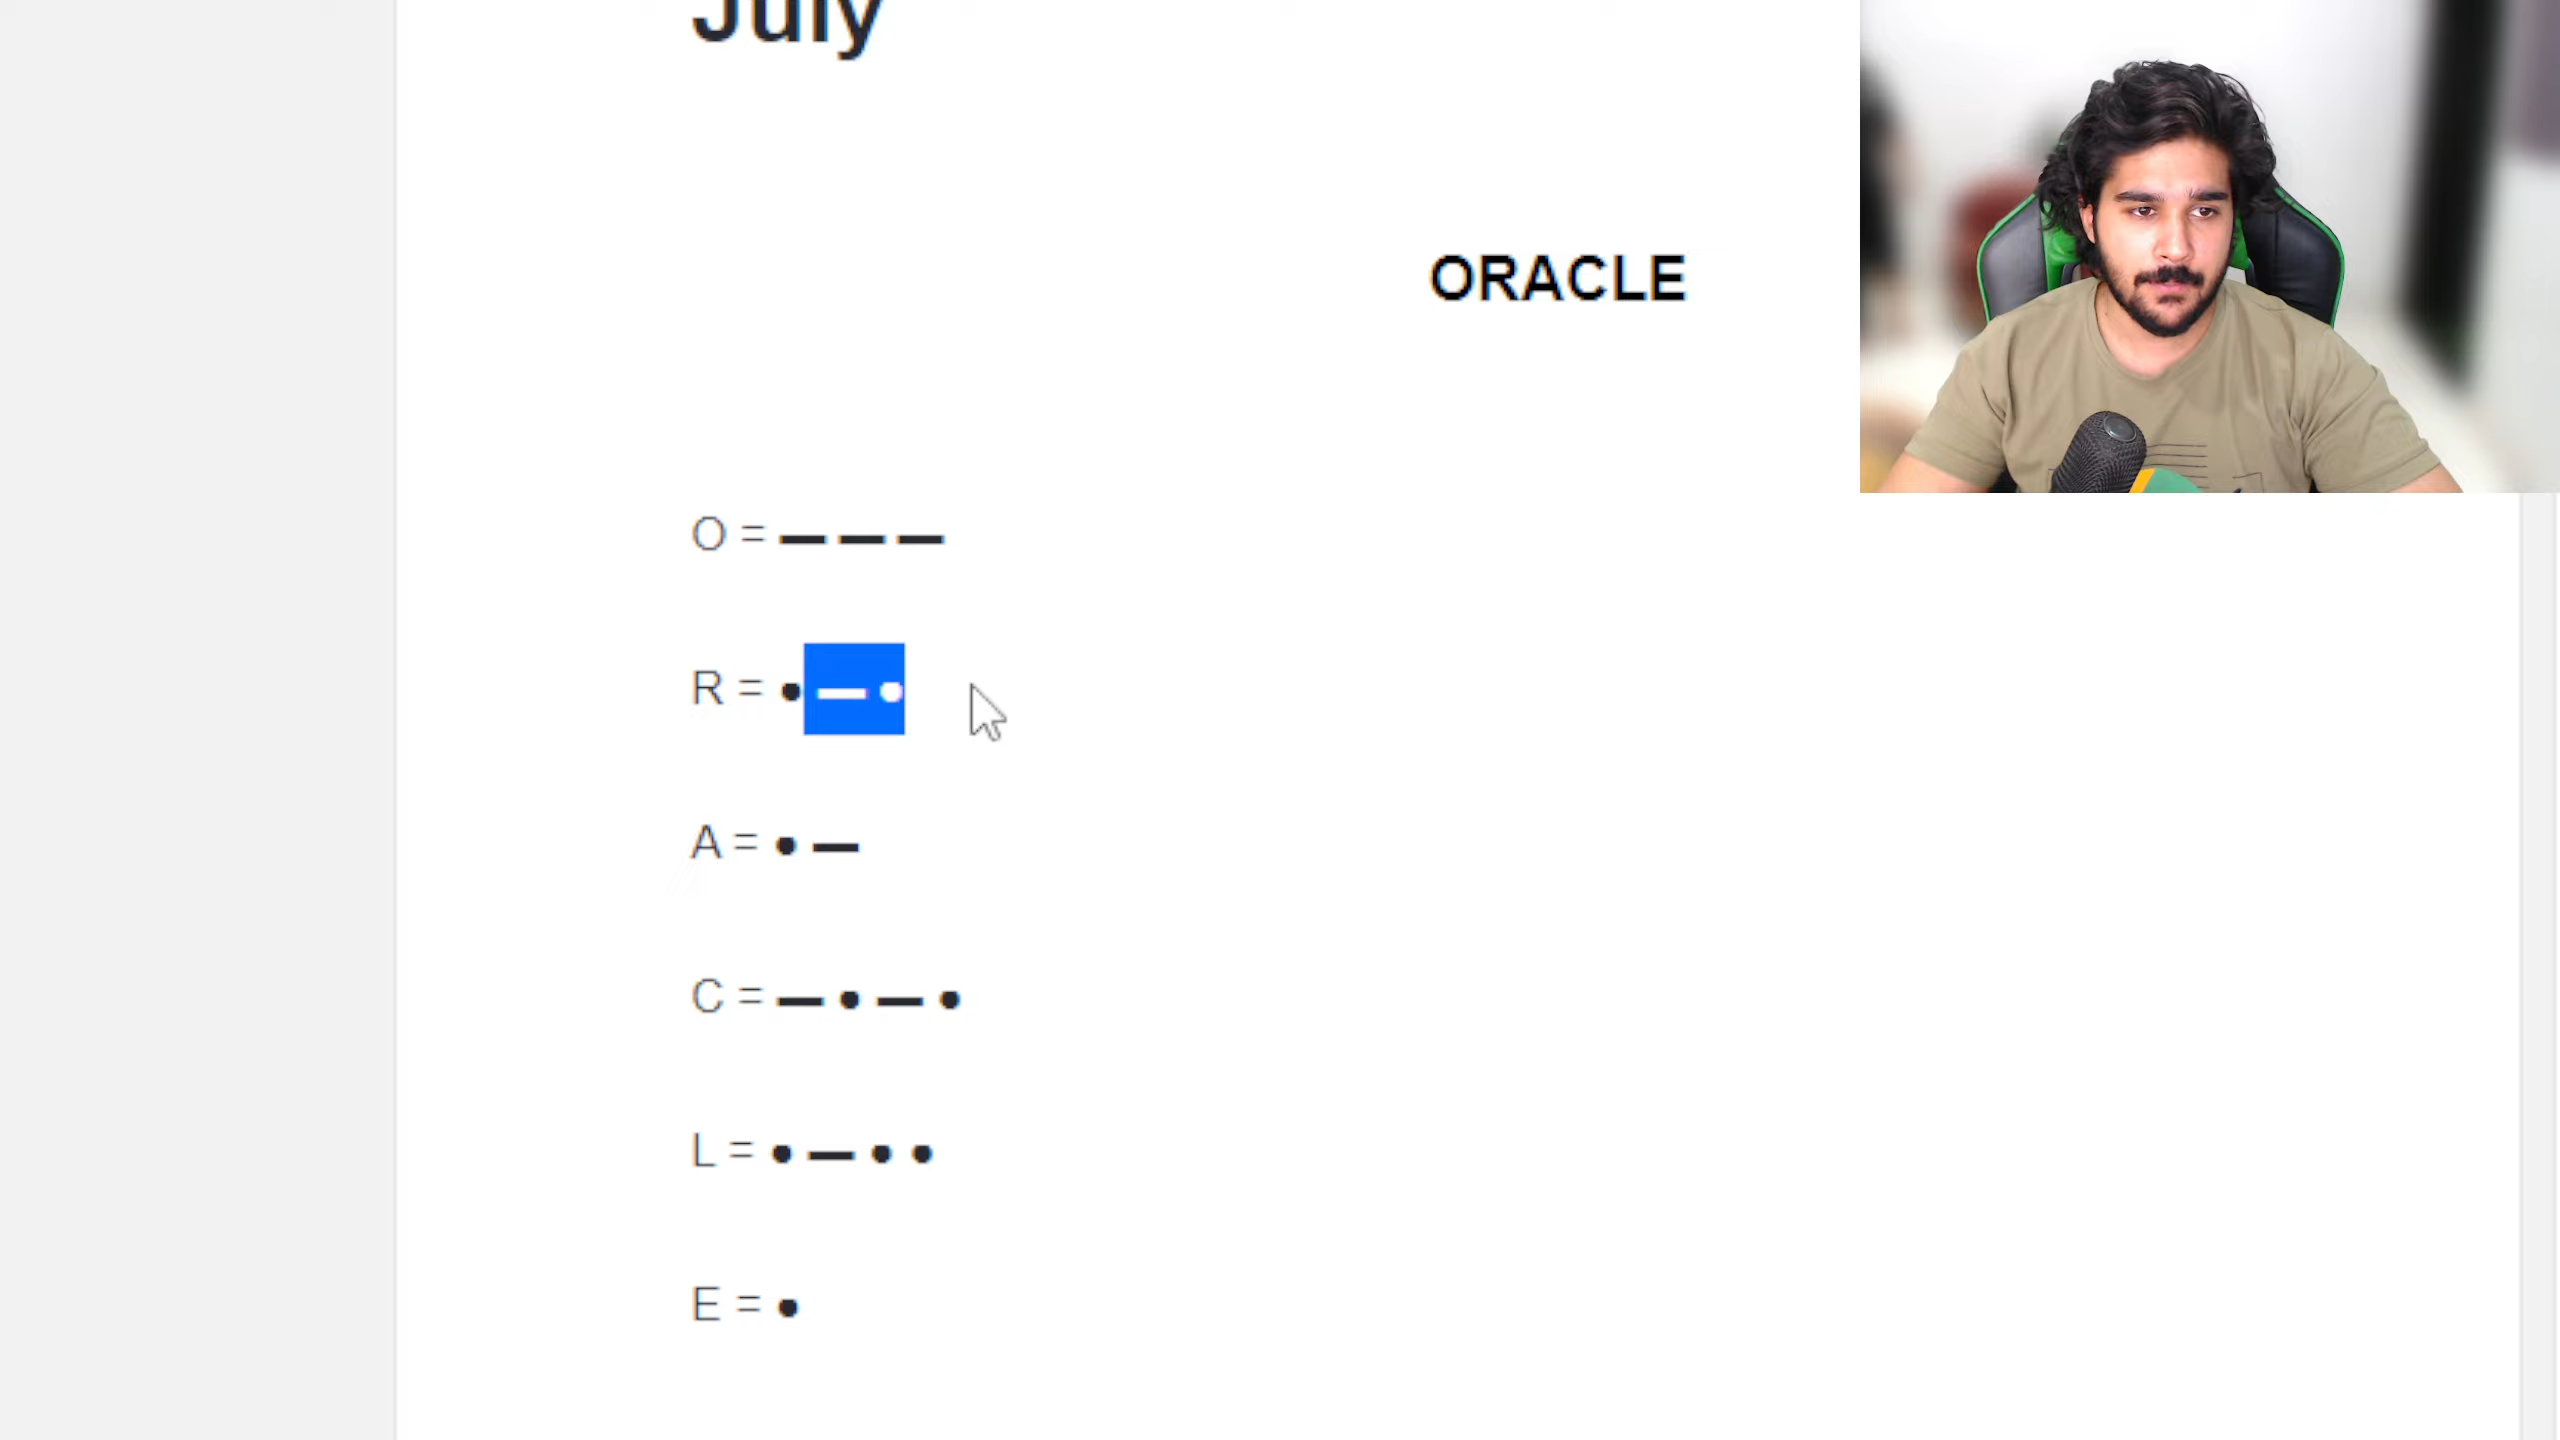 July
ORACLE
O = — — —
R = • — •
A = • —
C = — • — •
L = • — • •
E = •